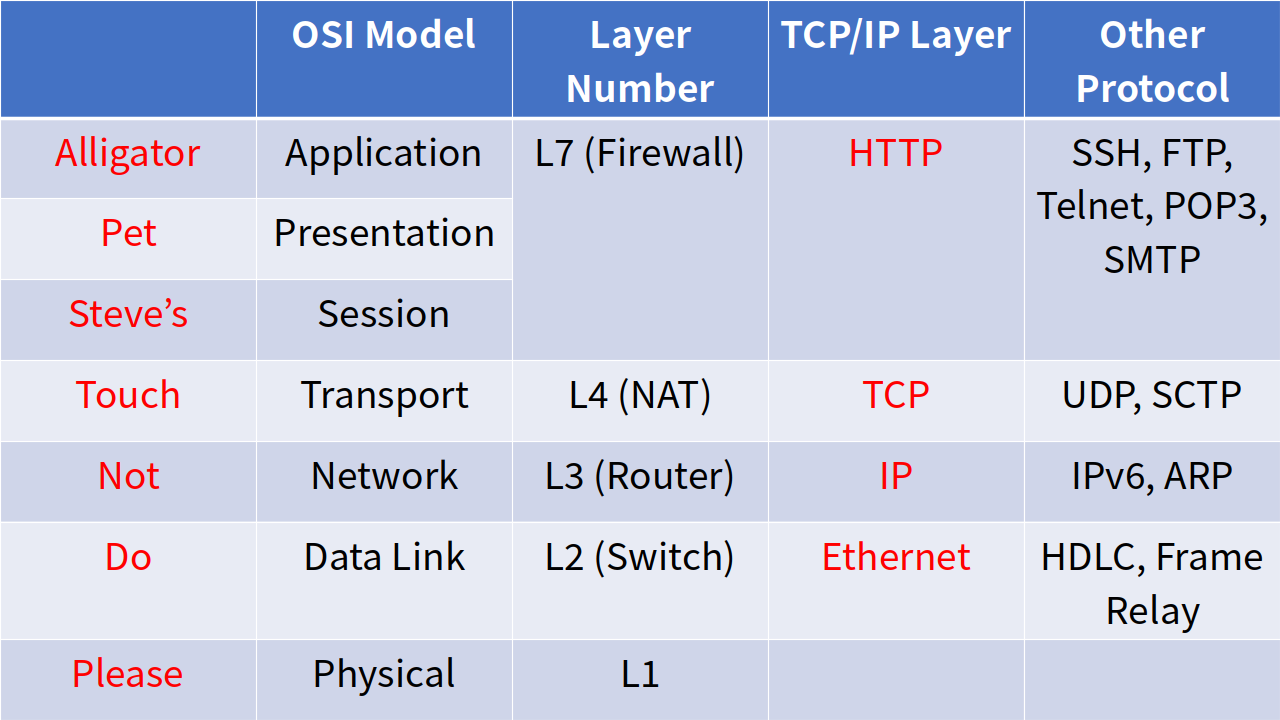 OSI Model
Layer
Number
TCP/IP Layer
Other
Protocol
Alligator
Application
L7 (Firewall)
HTTP
SSH, FTP,
Telnet, POP3,
SMTP
Pet
Presentation
Steve’s
Session
Touch
Transport
L4 (NAT)
TCP
UDP, SCTP
Not
Network
L3 (Router)
IP
IPv6, ARP
Do
Data Link
L2 (Switch)
Ethernet
HDLC, Frame
Relay
Please
Physical
L1